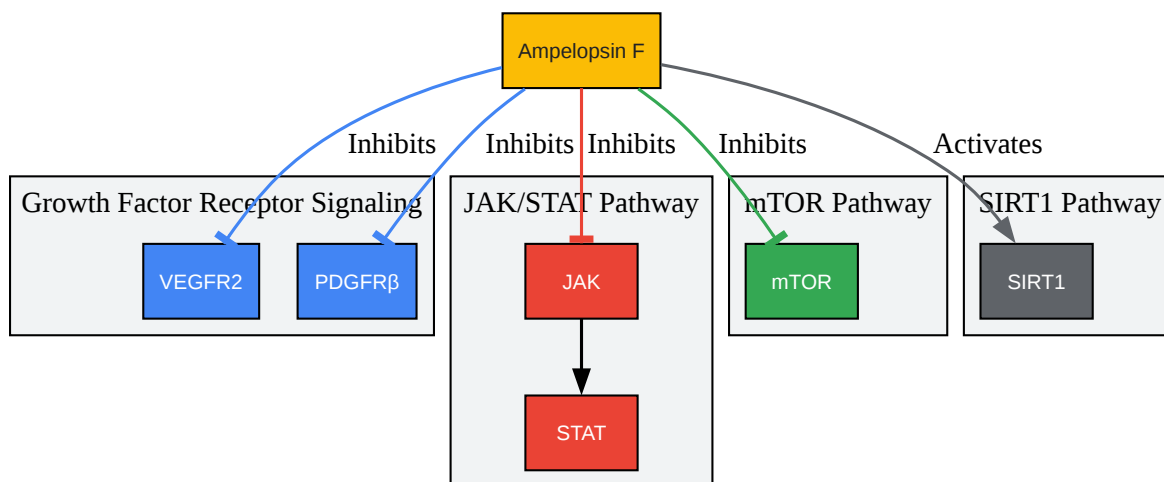 Ampelopsin F
Inhibits
Inhibits
Inhibits
Inhibits
Activates
Growth Factor Receptor Signaling
JAK/STAT Pathway
mTOR Pathway
SIRT1 Pathway
VEGFR2
PDGFRβ
JAK
mTOR
SIRT1
STAT